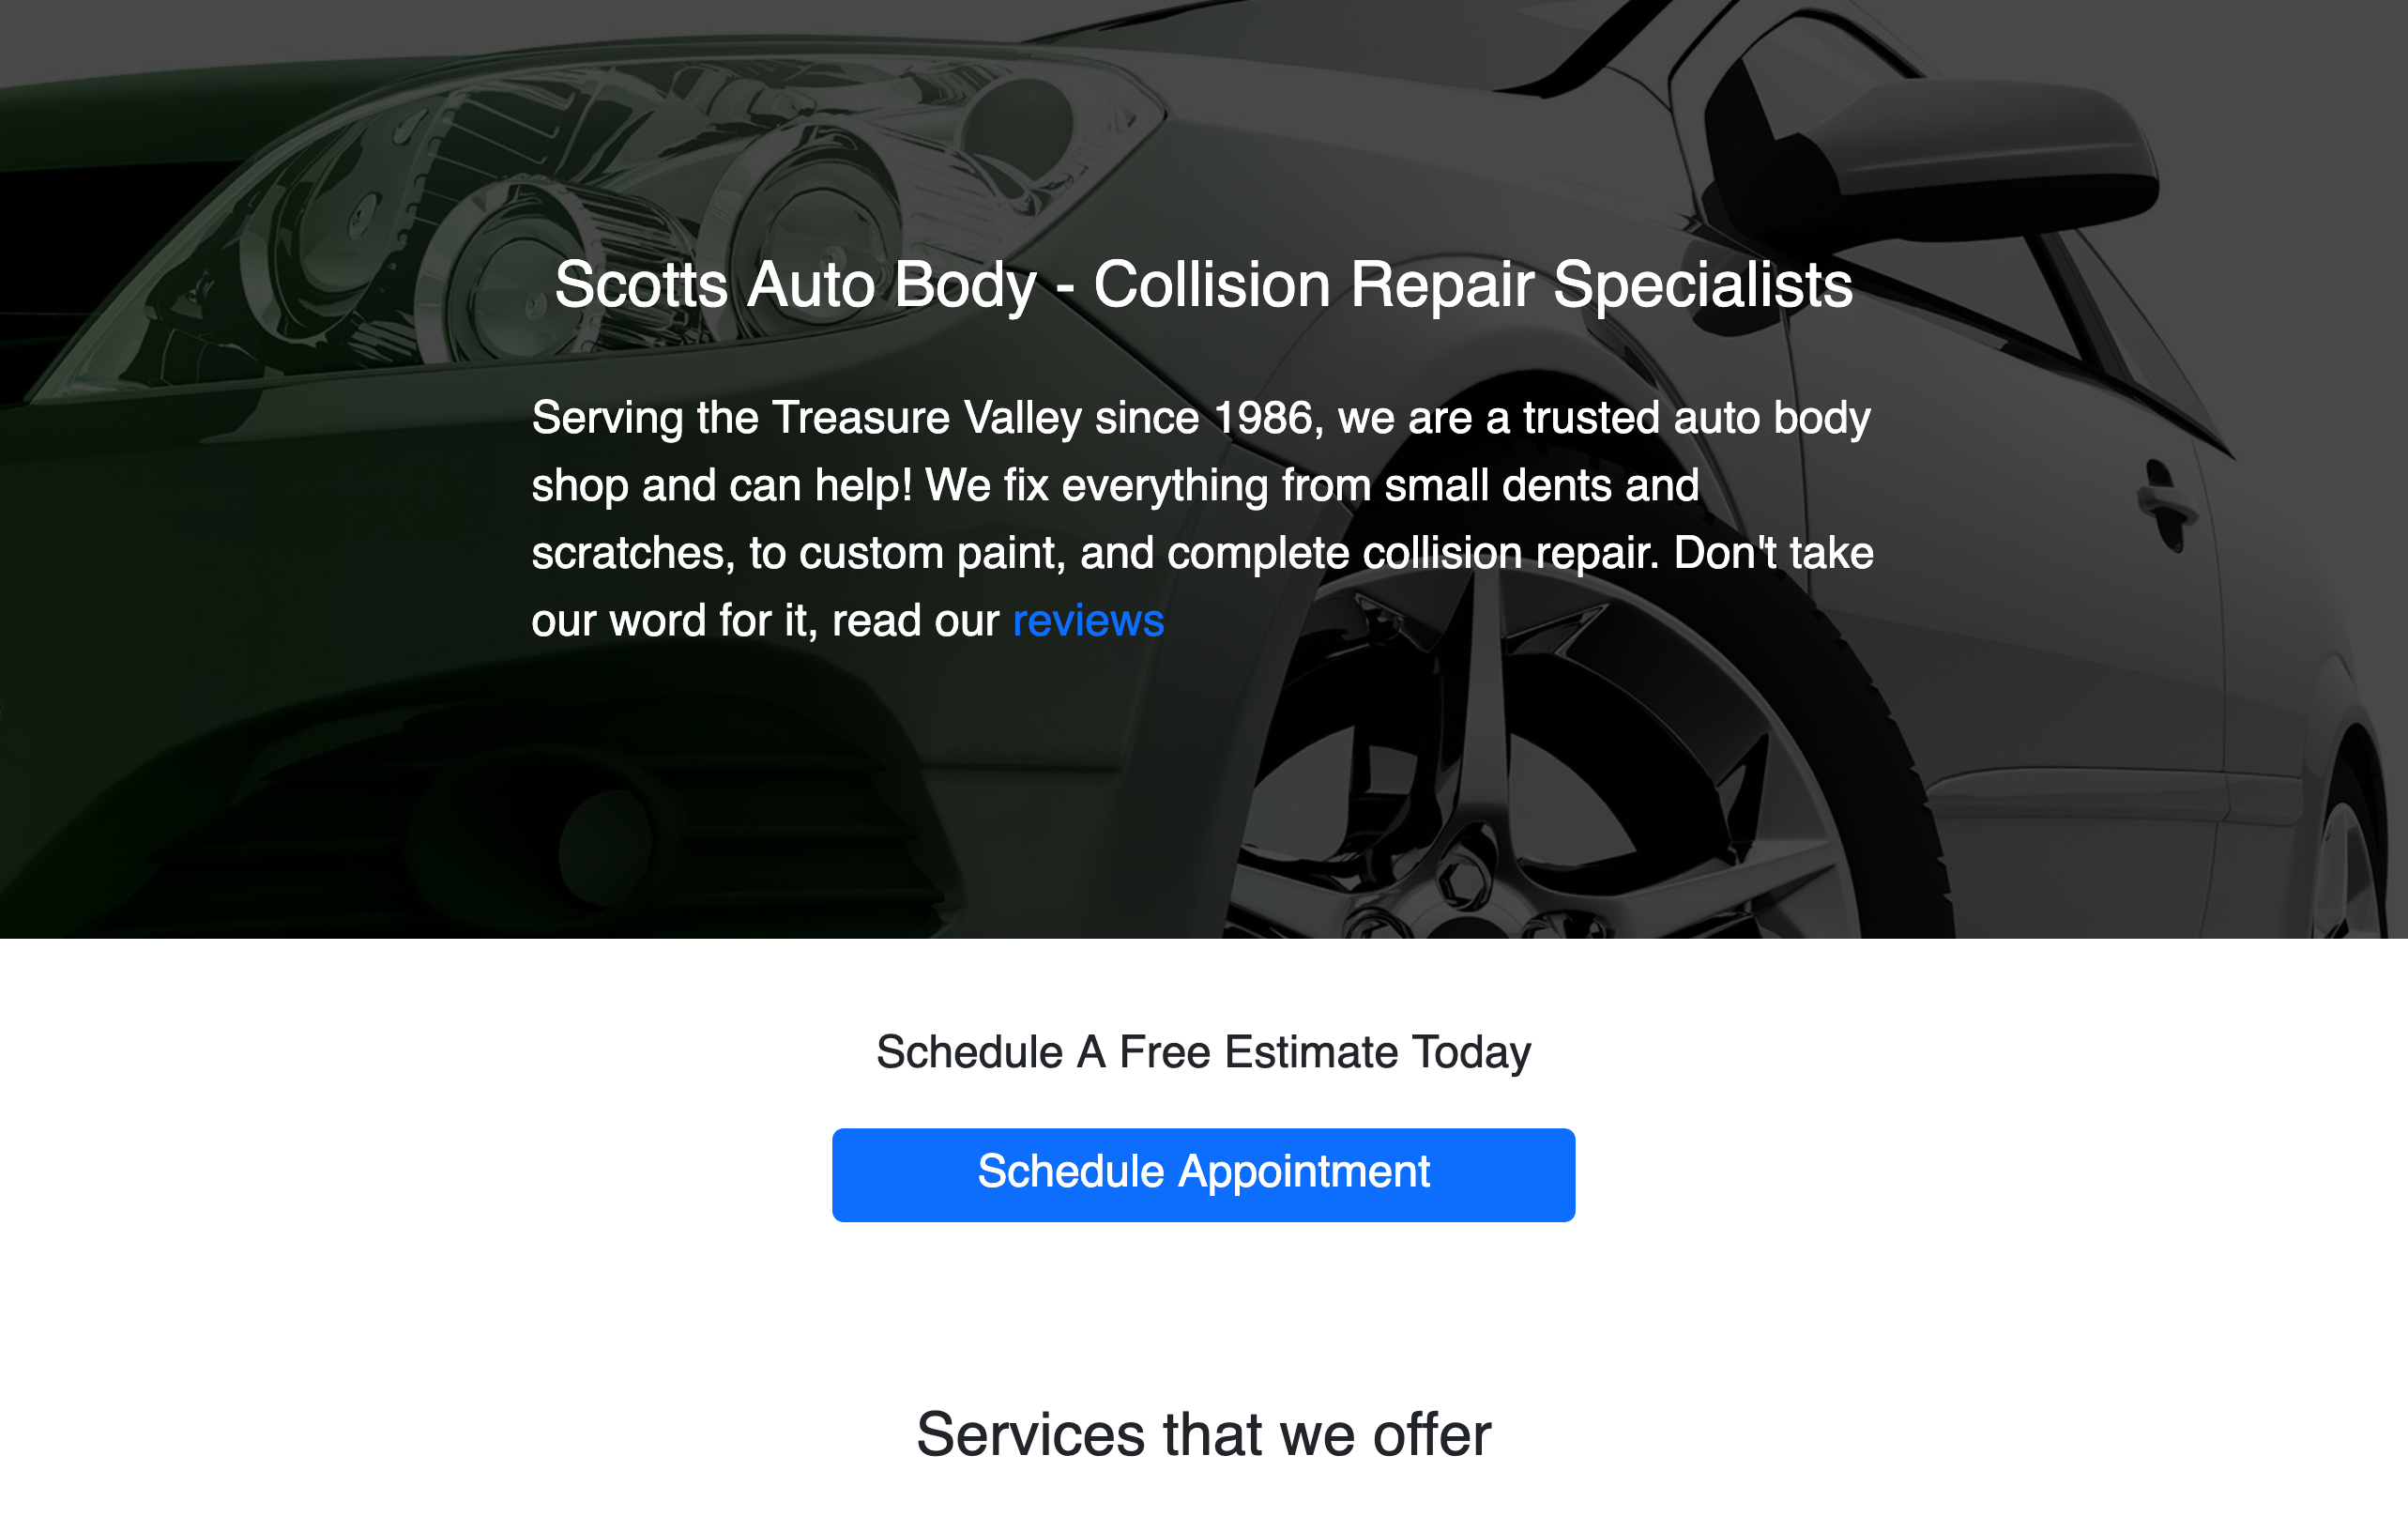 Scotts Auto Body - Collision Repair Specialists
Serving the Treasure Valley since 1986, we are a trusted auto body
shop and can help! We fix everything from small dents and
scratches, to custom paint, and complete collision repair. Don't take
our word for it, read our reviews
Schedule A Free Estimate Today
Schedule Appointment
Services that we offer